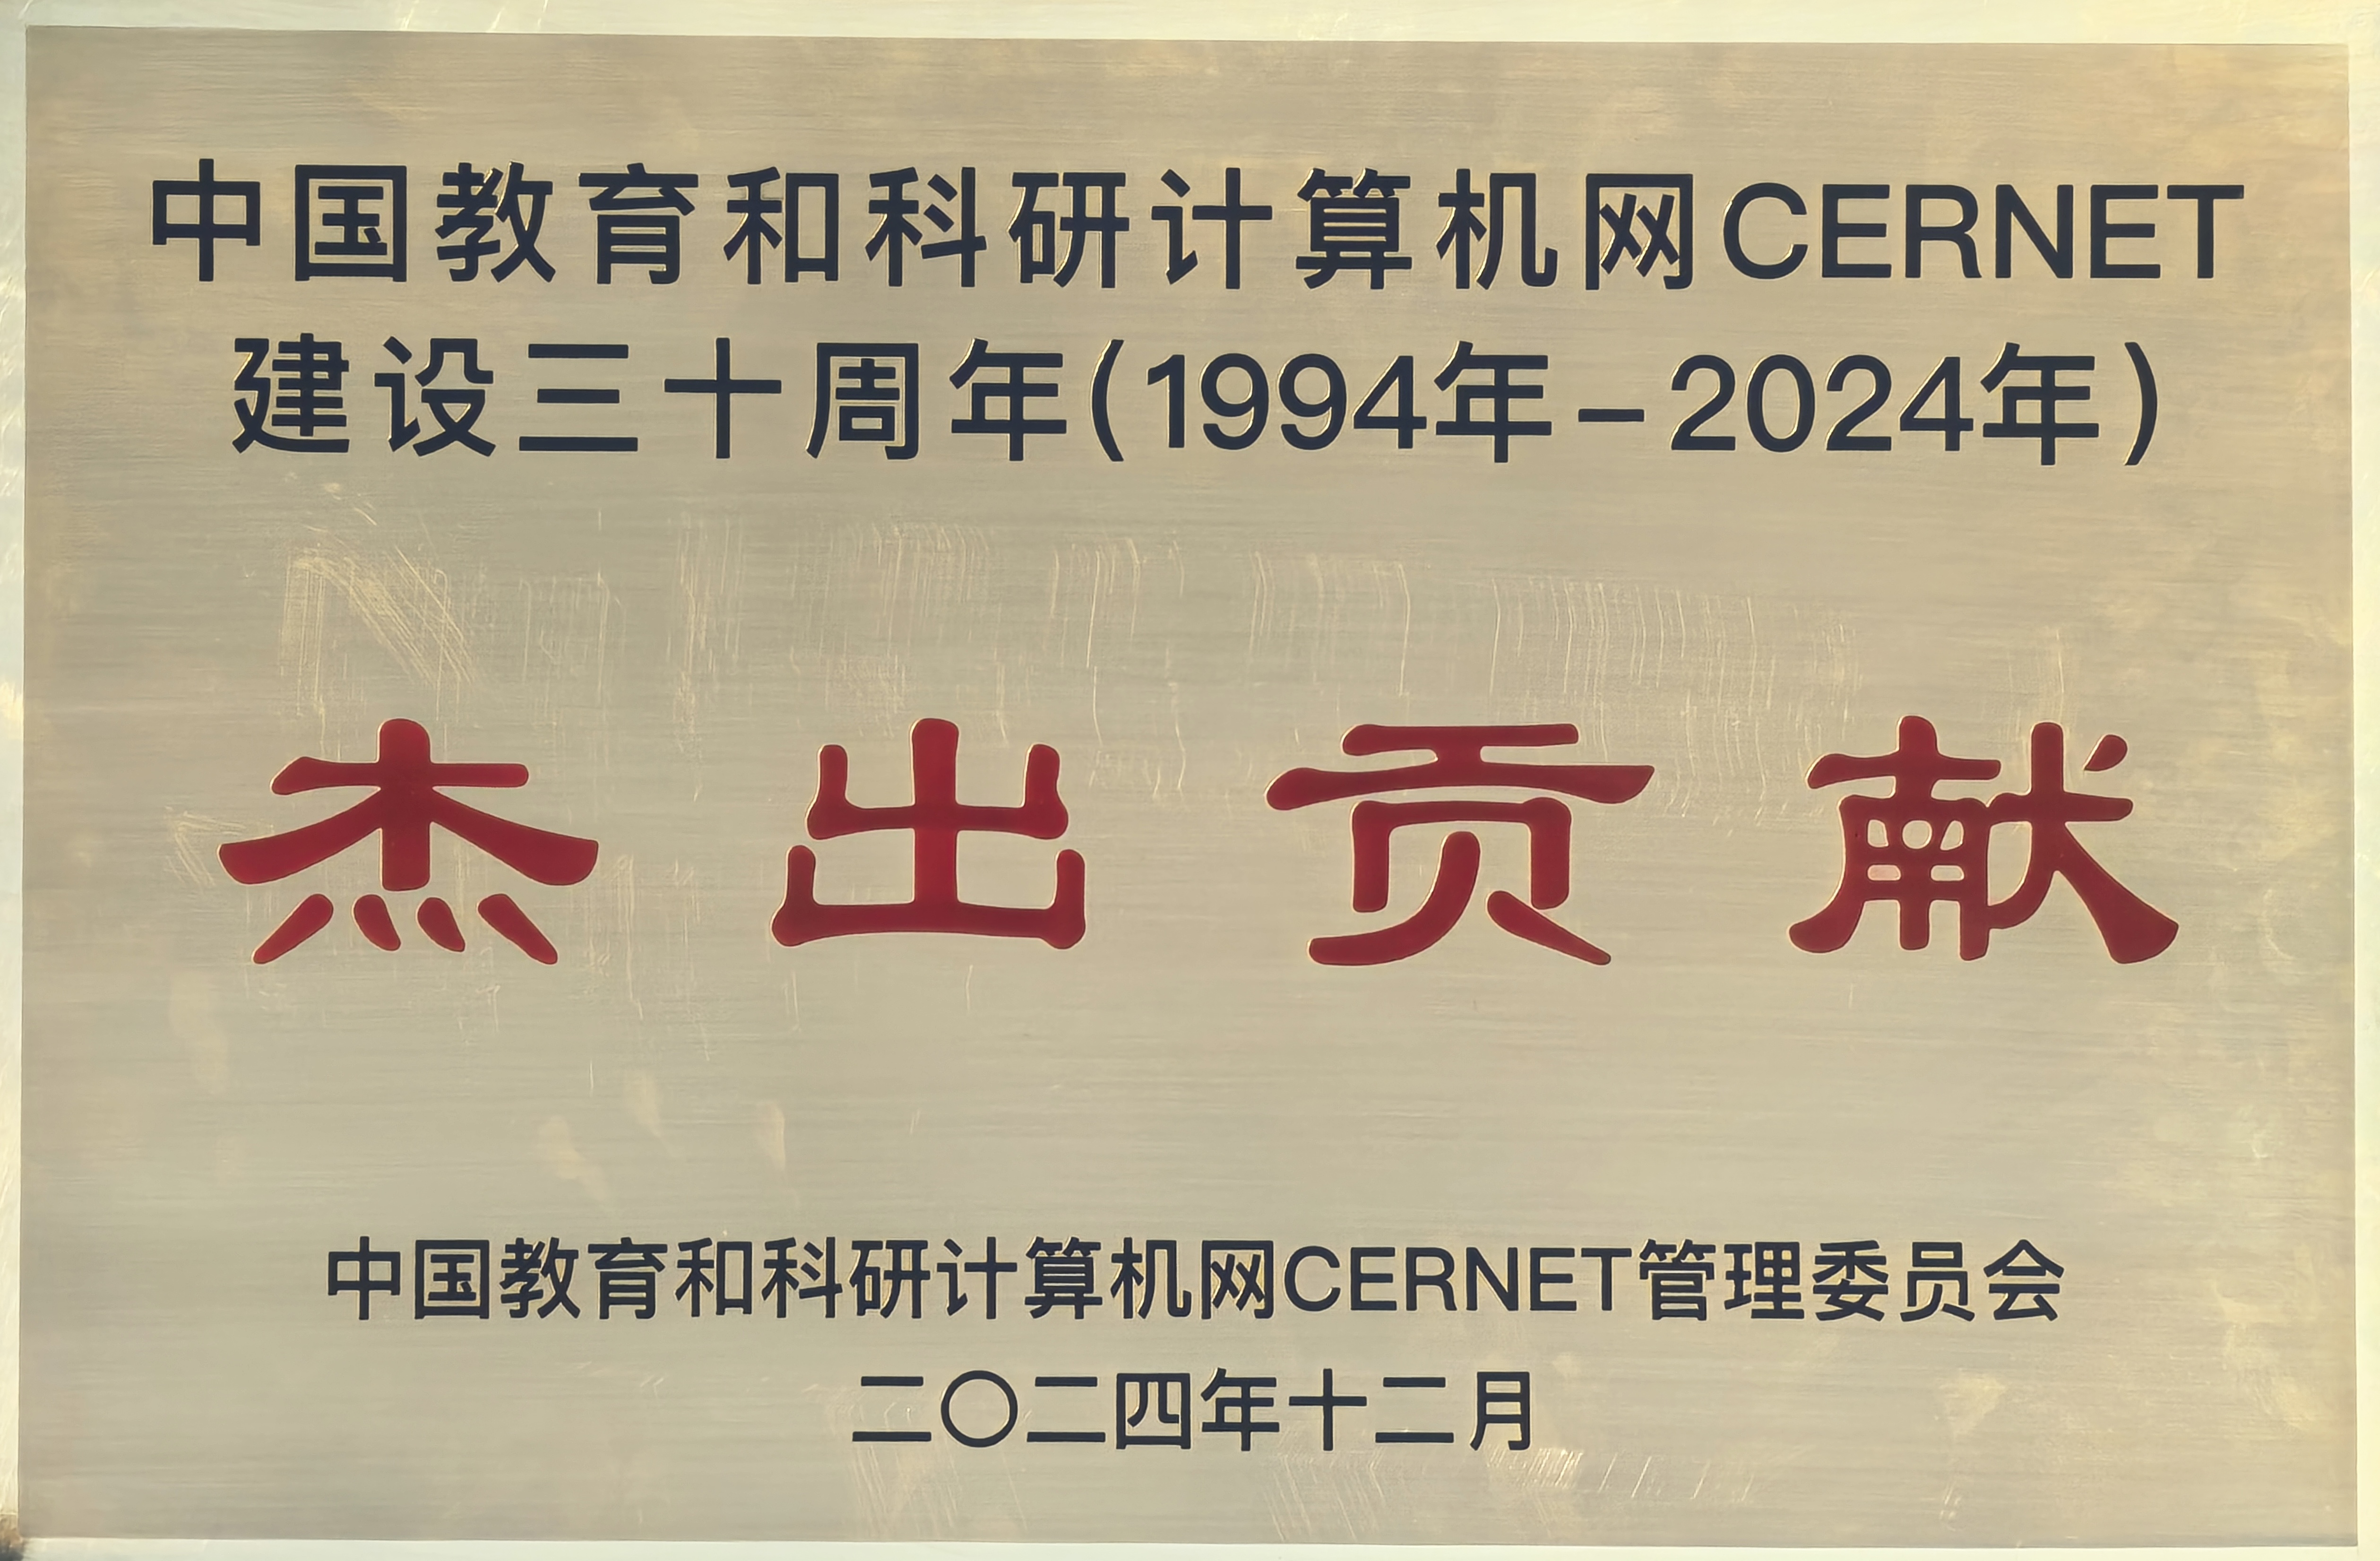 中国教育和科研计算机网CERNET
建设三十周年(1994年-2024年)
杰出贡献
中国教育和科研计算机网CERNET管理委员会
二〇二四年十二月